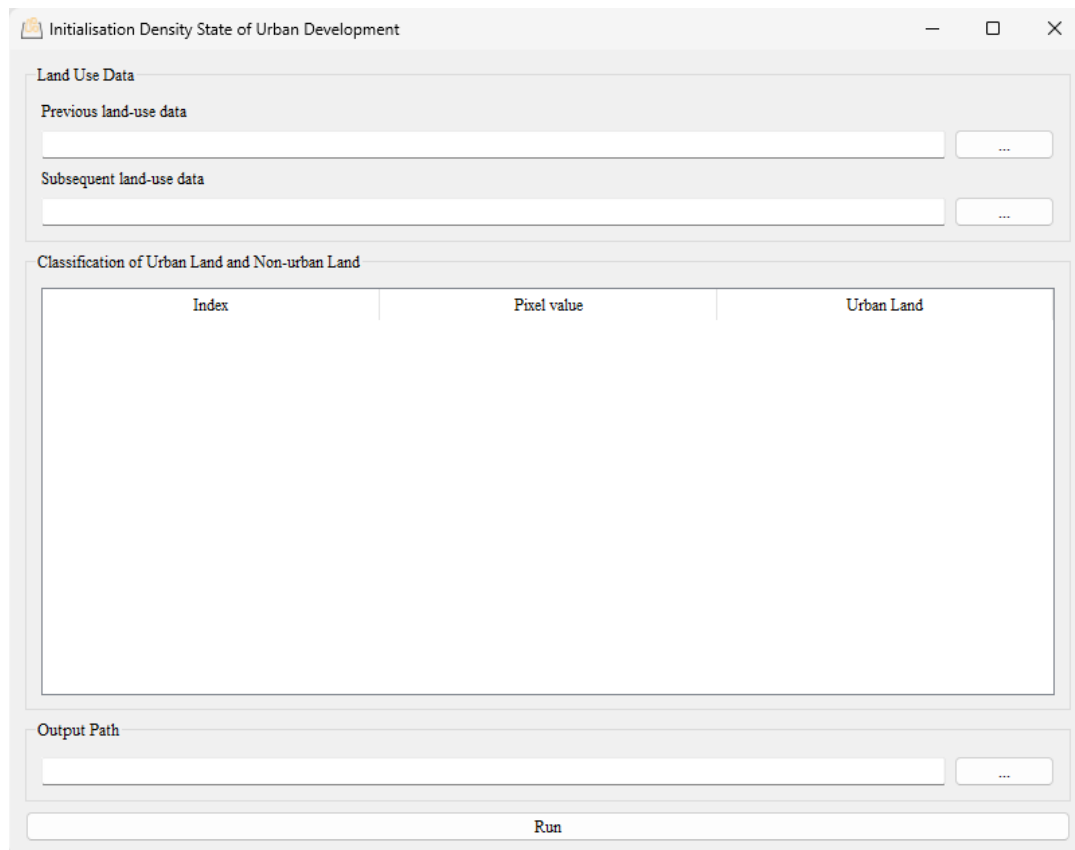 Initialisation Density State of Urban Development
Land Use Data
Previous land-use data
...
Subsequent land-use data
...
Classification of Urban Land and Non-urban Land
Index Pixel value Urban Land
Output Path
...
Run